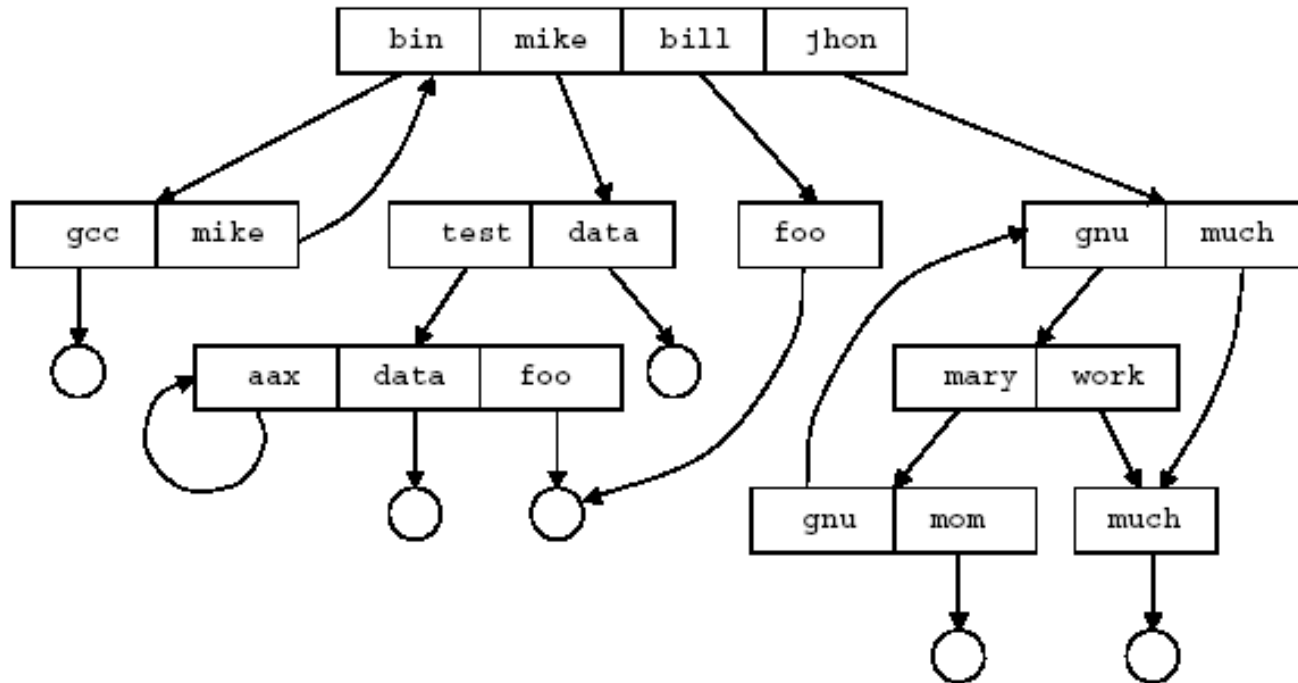 bin mike bill jhon
gcc mike test data foo gnu much
aax data foo mary work
gnu mom much